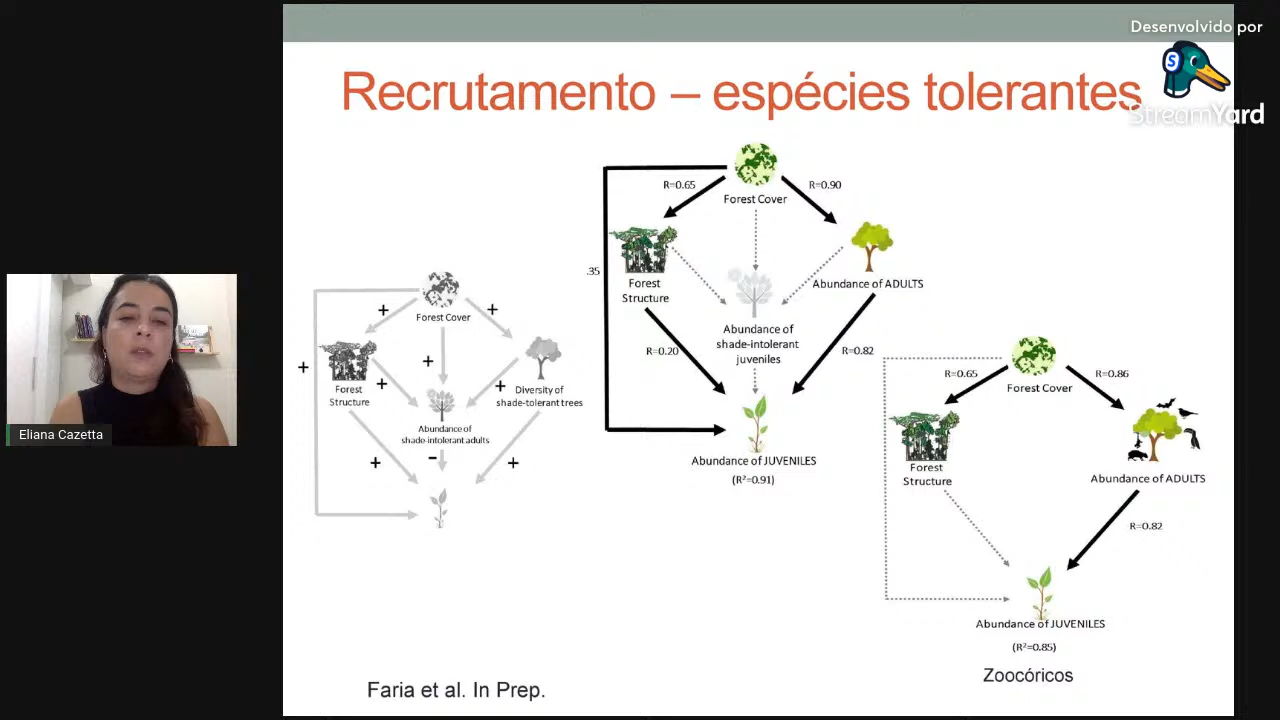 Desenvolvido por
StreamYard
Recrutamento – espécies tolerantes
Eliana Cazetta
+
+
Forest Cover
+
+
Forest
Structure
+
+
Diversity of
shade-tolerant trees
Abundance of
shade-intolerant adults
+
–
+
R=0.65
R=0.90
Forest Cover
.35
Forest
Structure
Abundance of ADULTS
Abundance of
shade-intolerant
juveniles
R=0.20
R=0.82
Abundance of JUVENILES
(R²=0.91)
R=0.65
R=0.86
Forest Cover
Forest
Structure
Abundance of ADULTS
R=0.82
Abundance of JUVENILES
(R²=0.85)
Zoocóricos
Faria et al. In Prep.